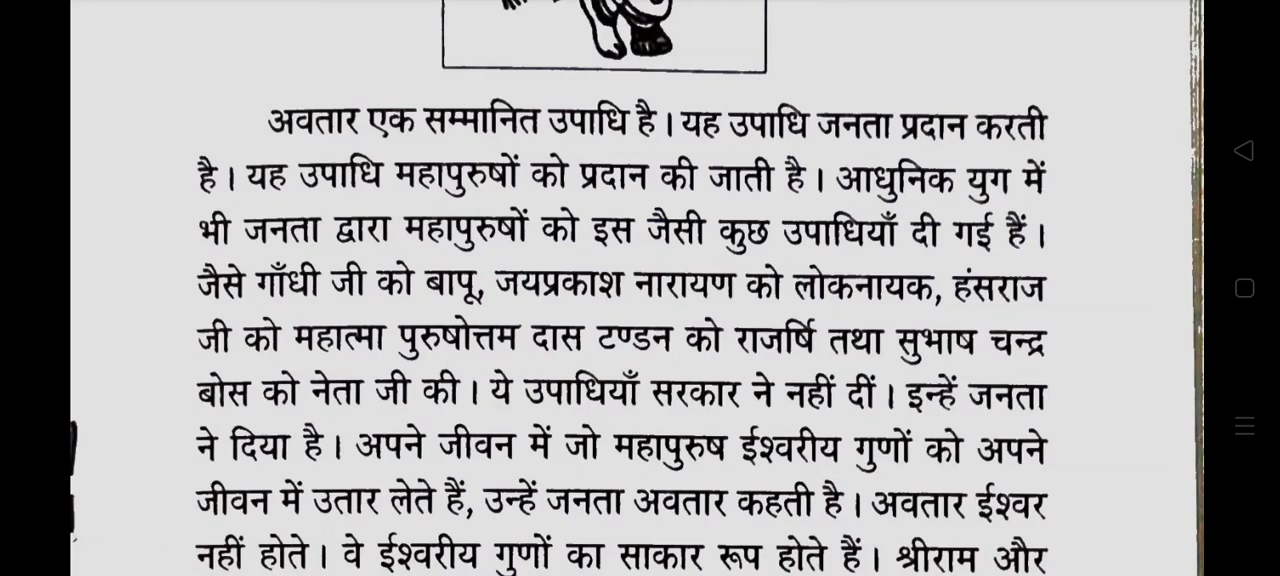 अवतार एक सम्मानित उपाधि है। यह उपाधि जनता प्रदान करती
है। यह उपाधि महापुरुषों को प्रदान की जाती है। आधुनिक युग में
भी जनता द्वारा महापुरुषों को इस जैसी कुछ उपाधियाँ दी गई हैं।
जैसे गाँधी जी को बापू, जयप्रकाश नारायण को लोकनायक, हंसराज
जी को महात्मा पुरुषोत्तम दास टण्डन को राजर्षि तथा सुभाष चन्द्र
बोस को नेता जी की। ये उपाधियाँ सरकार ने नहीं दीं। इन्हें जनता
ने दिया है। अपने जीवन में जो महापुरुष ईश्वरीय गुणों को अपने
जीवन में उतार लेते हैं, उन्हें जनता अवतार कहती है। अवतार ईश्वर
नहीं होते। वे ईश्वरीय गुणों का साकार रूप होते हैं। श्रीराम और